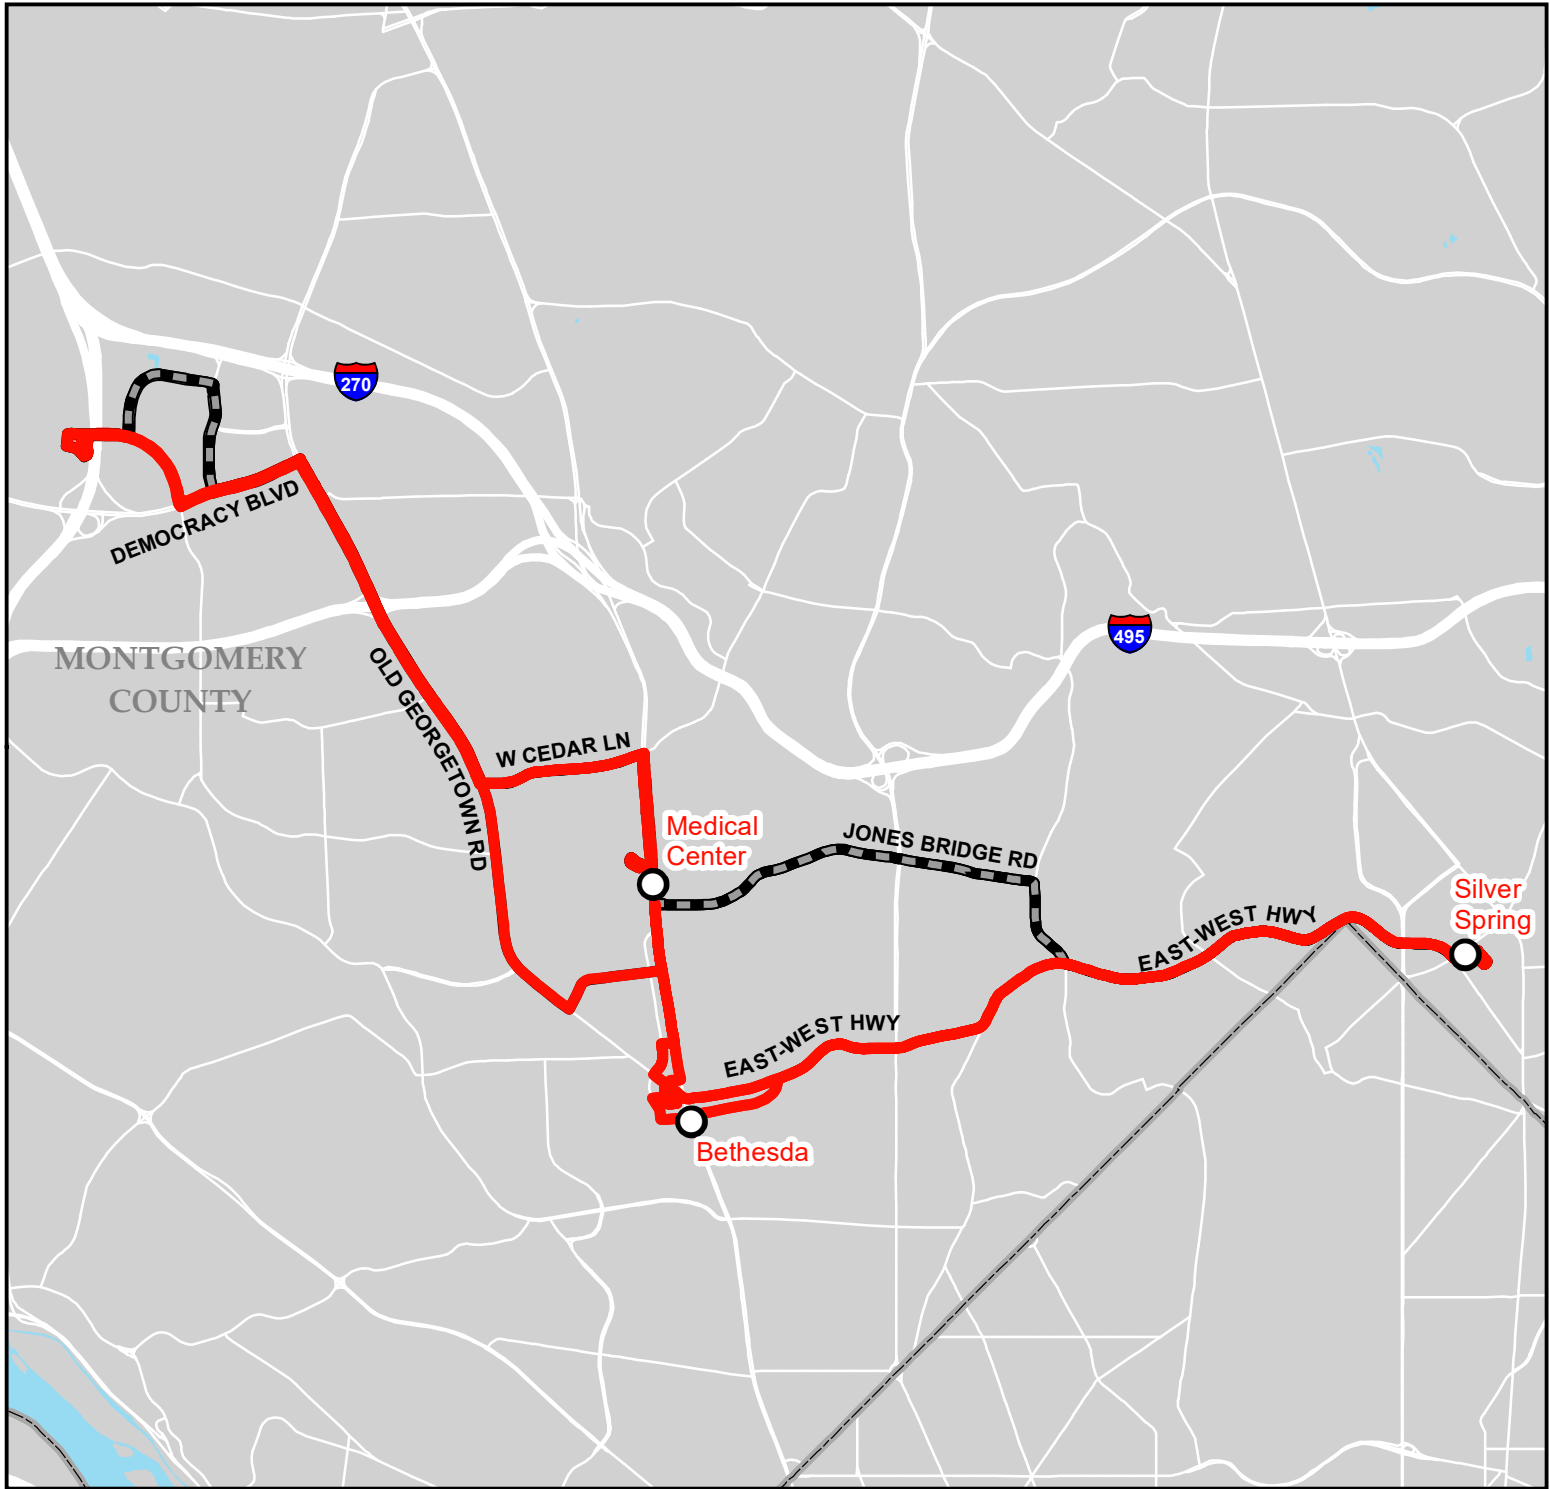 270
DEMOCRACY BLVD
495
MONTGOMERY
COUNTY
OLD GEORGETOWN RD
W CEDAR LN
Medical
Center
JONES BRIDGE RD
Silver
Spring
EAST-WEST HWY
EAST-WEST HWY
Bethesda